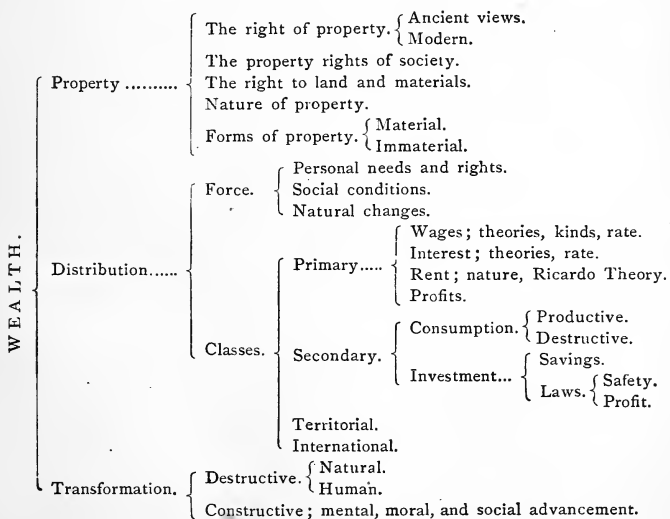 The right of property. { Ancient views.
Modern.
The property rights of society.
Property .......... The right to land and materials.
Nature of property.
Forms of property. { Material.
Immaterial.
Force. { Personal needs and rights.
Social conditions.
Natural changes.
WEALTH.
Distribution......
Classes.
Primary..... { Wages; theories, kinds, rate.
Interest; theories, rate.
Rent; nature, Ricardo Theory.
Profits.
Secondary.
Consumption. { Productive.
Destructive.
Investment... { Savings.
Laws. { Safety.
Profit.
Territorial.
International.
Transformation.
Destructive. { Natural.
Human.
Constructive; mental, moral, and social advancement.